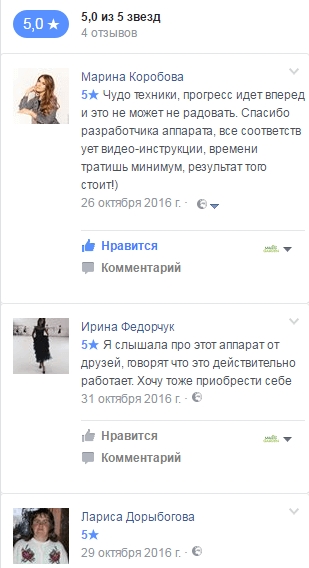 5,0 ★
5,0 из 5 звезд
4 отзывов
Марина Коробова
5★ Чудо техники, прогресс идет вперед
и это не может не радовать. Спасибо
разработчика аппарата, все соответств
ует видео-инструкции, времени
тратишь минимум, результат того
стоит!)
26 октября 2016 г. ·
Нравится
Комментарий
Ирина Федорчук
5★ Я слышала про этот аппарат от
друзей, говорят что это действительно
работает. Хочу тоже приобрести себе
31 октября 2016 г. ·
Нравится
Комментарий
Лариса Дорыбогова
5★
29 октября 2016 г. ·